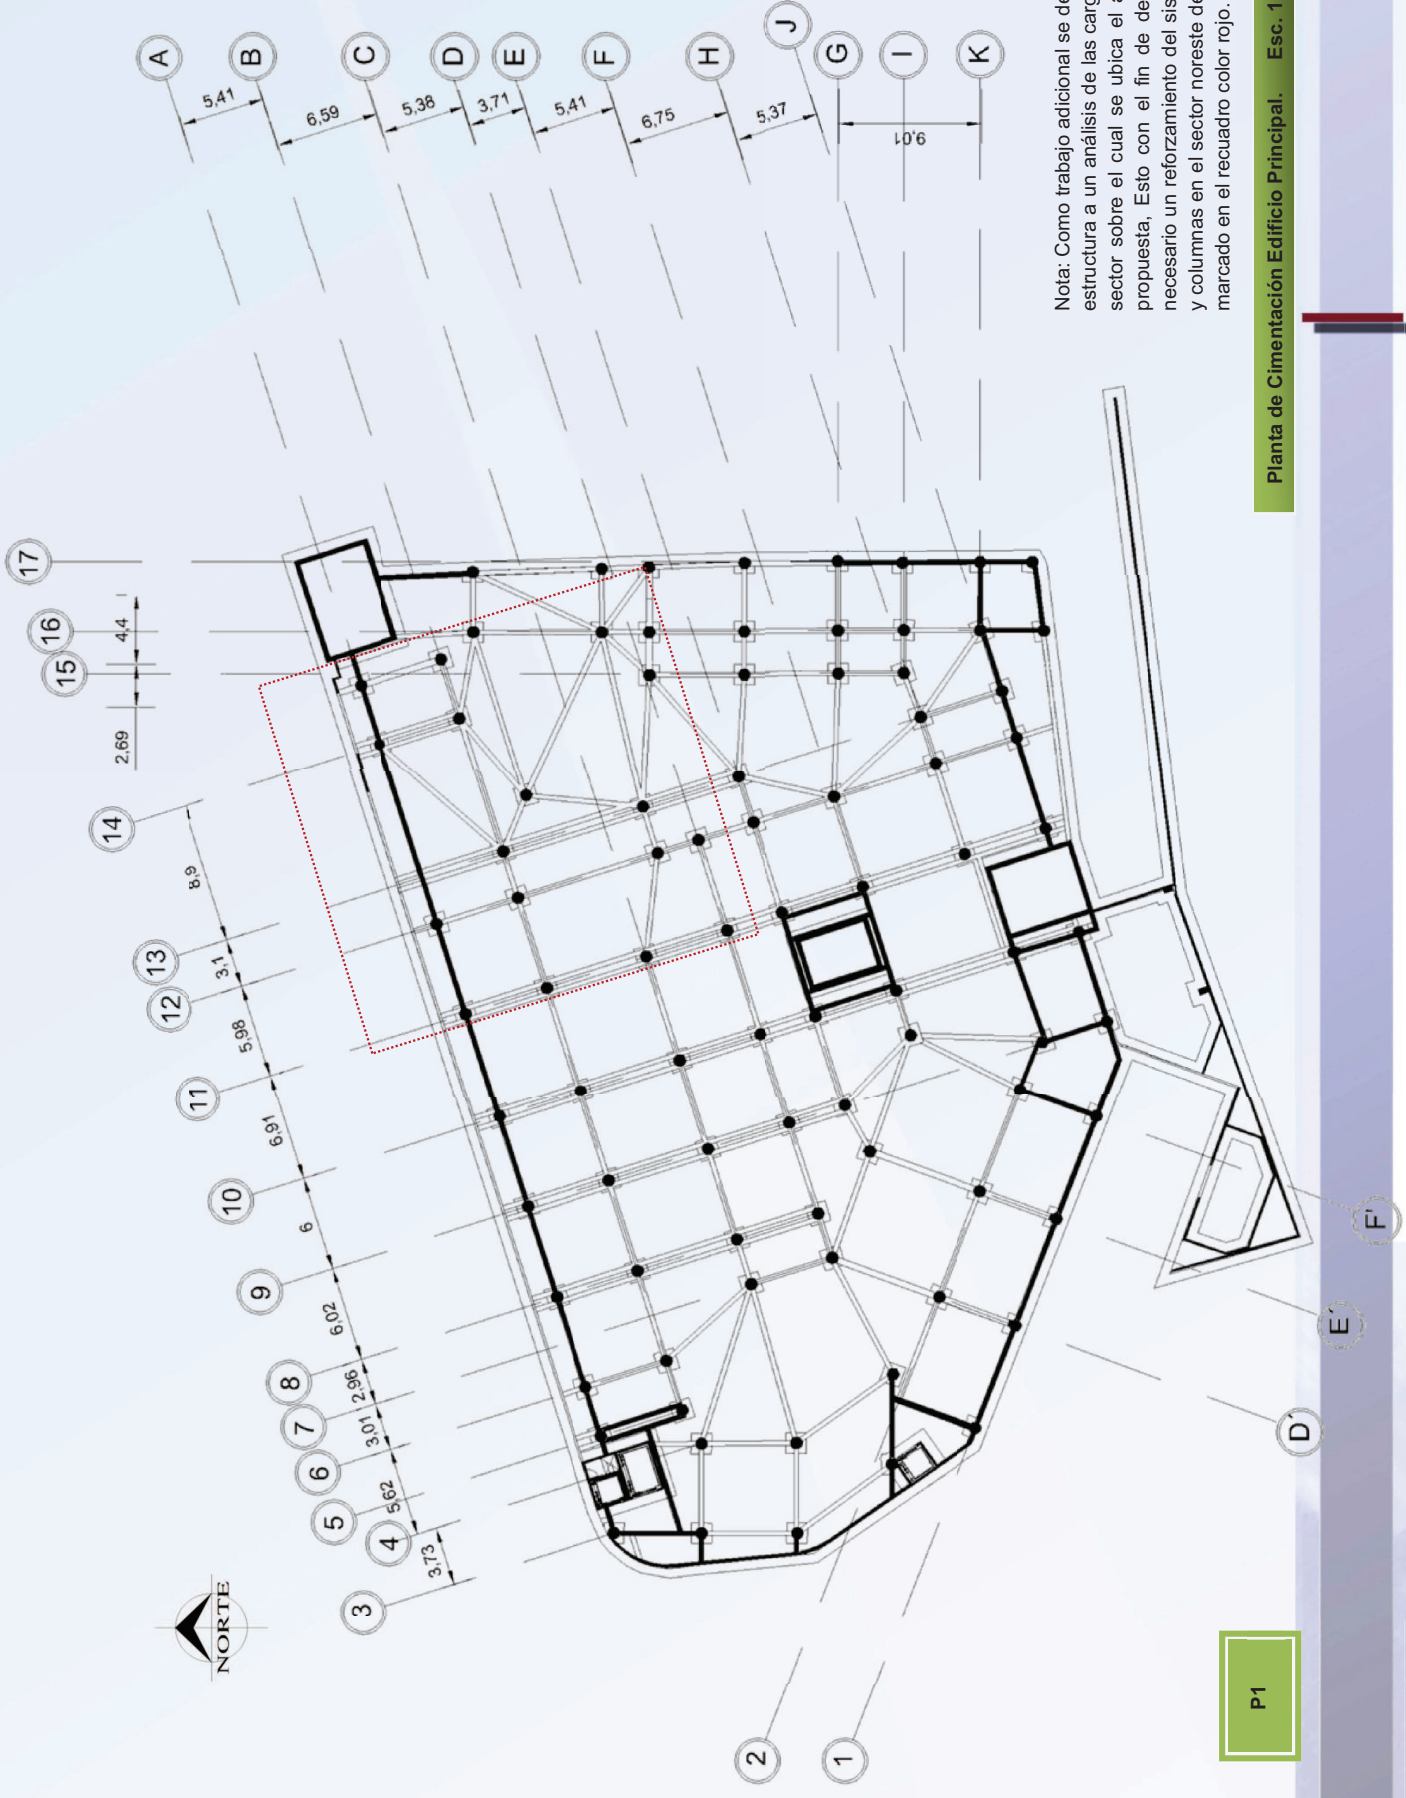 A
B
C
D
E
F
H
J
G
I
K
5,41
6,59
5,38
3,71
5,41
6,75
5,37
9,01
17
16
15
14
13
12
11
10
9
8
7
6
5
4
3
2
1
4,4
2,69
8,9
3,1
5,98
6,91
6
6,02
2,96
3,01
5,62
3,73
D´
E´
F'
NORTE
Nota: Como trabajo adicional se de
estructura a un análisis de las carg
sector sobre el cual se ubica el a
propuesta, Esto con el fin de de
necesario un reforzamiento del sis
y columnas en el sector noreste de
marcado en el recuadro color rojo.
Planta de Cimentación Edificio Principal. Esc. 1
P1